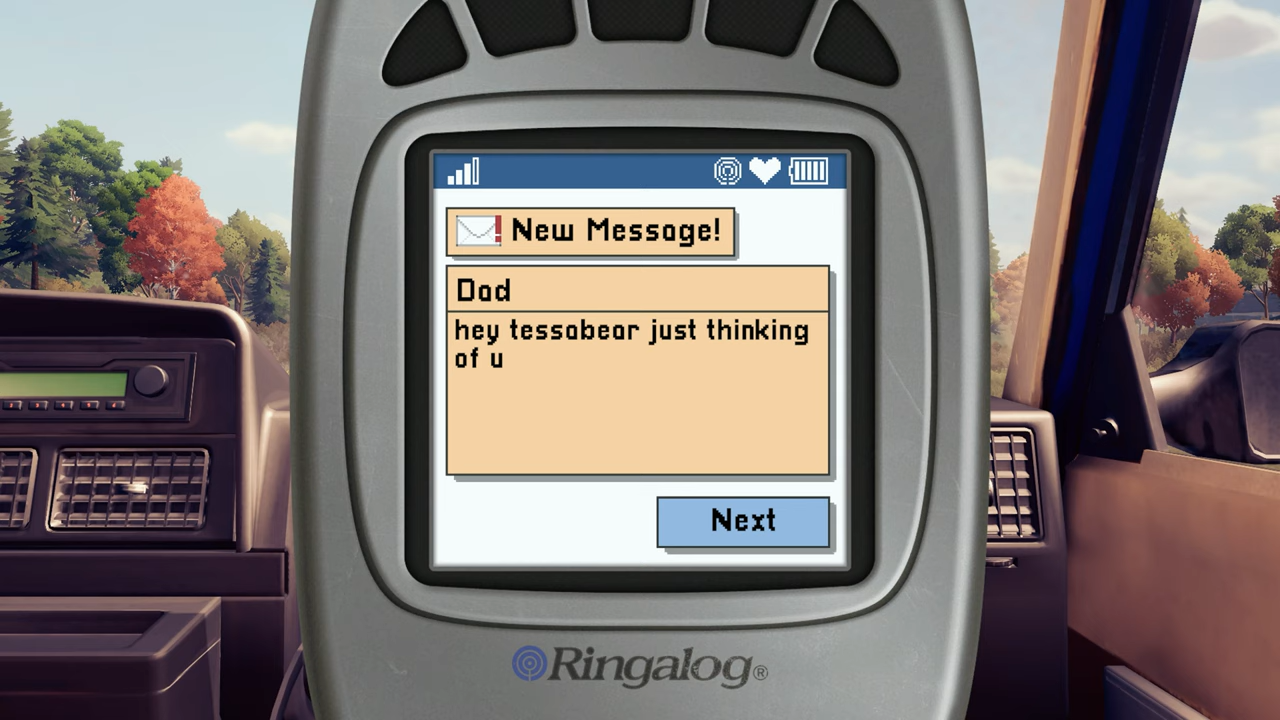 New Message!
Dad
hey tessabear just thinking
of u
Next
Ringalog®